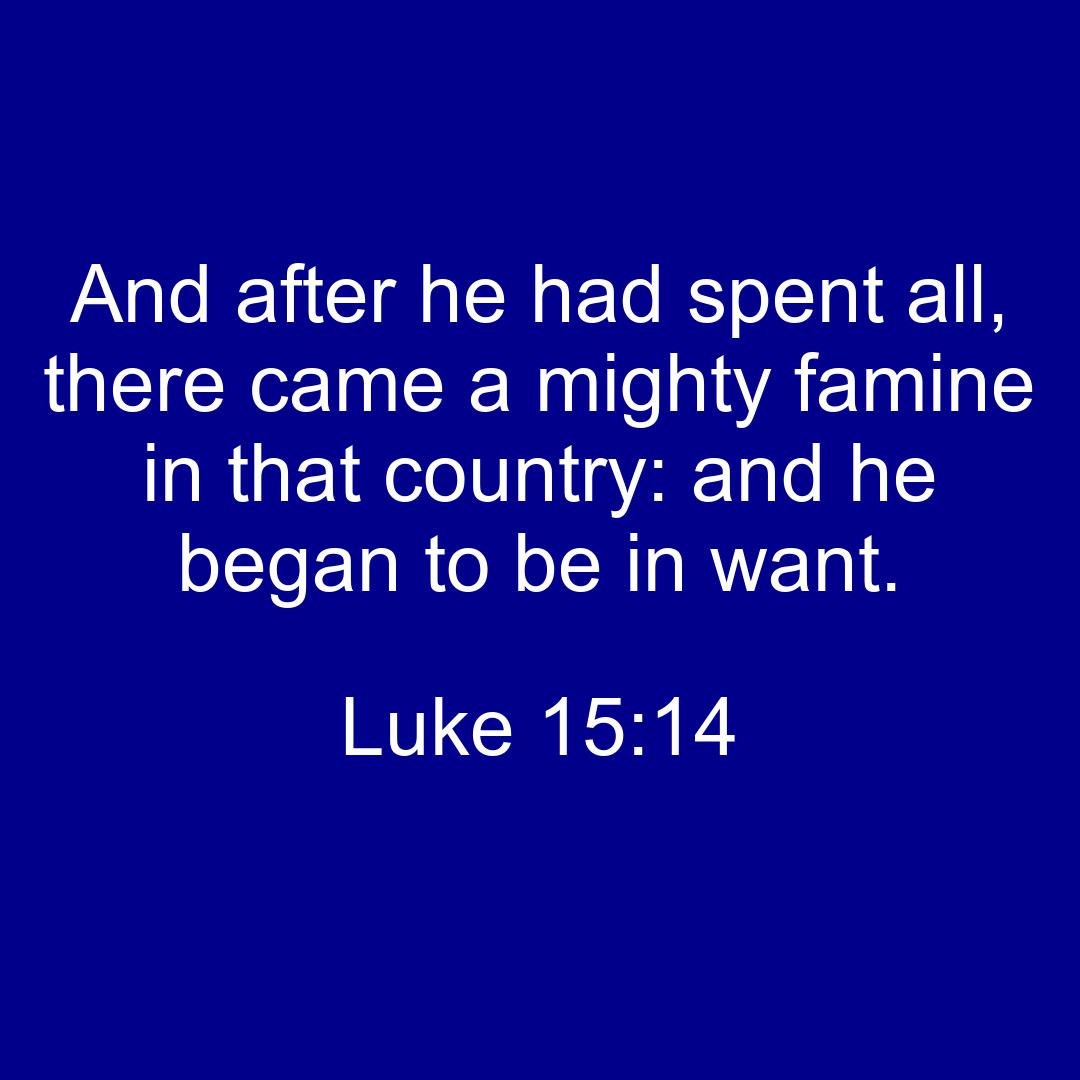 And after he had spent all,
there came a mighty famine
in that country: and he
began to be in want.
Luke 15:14